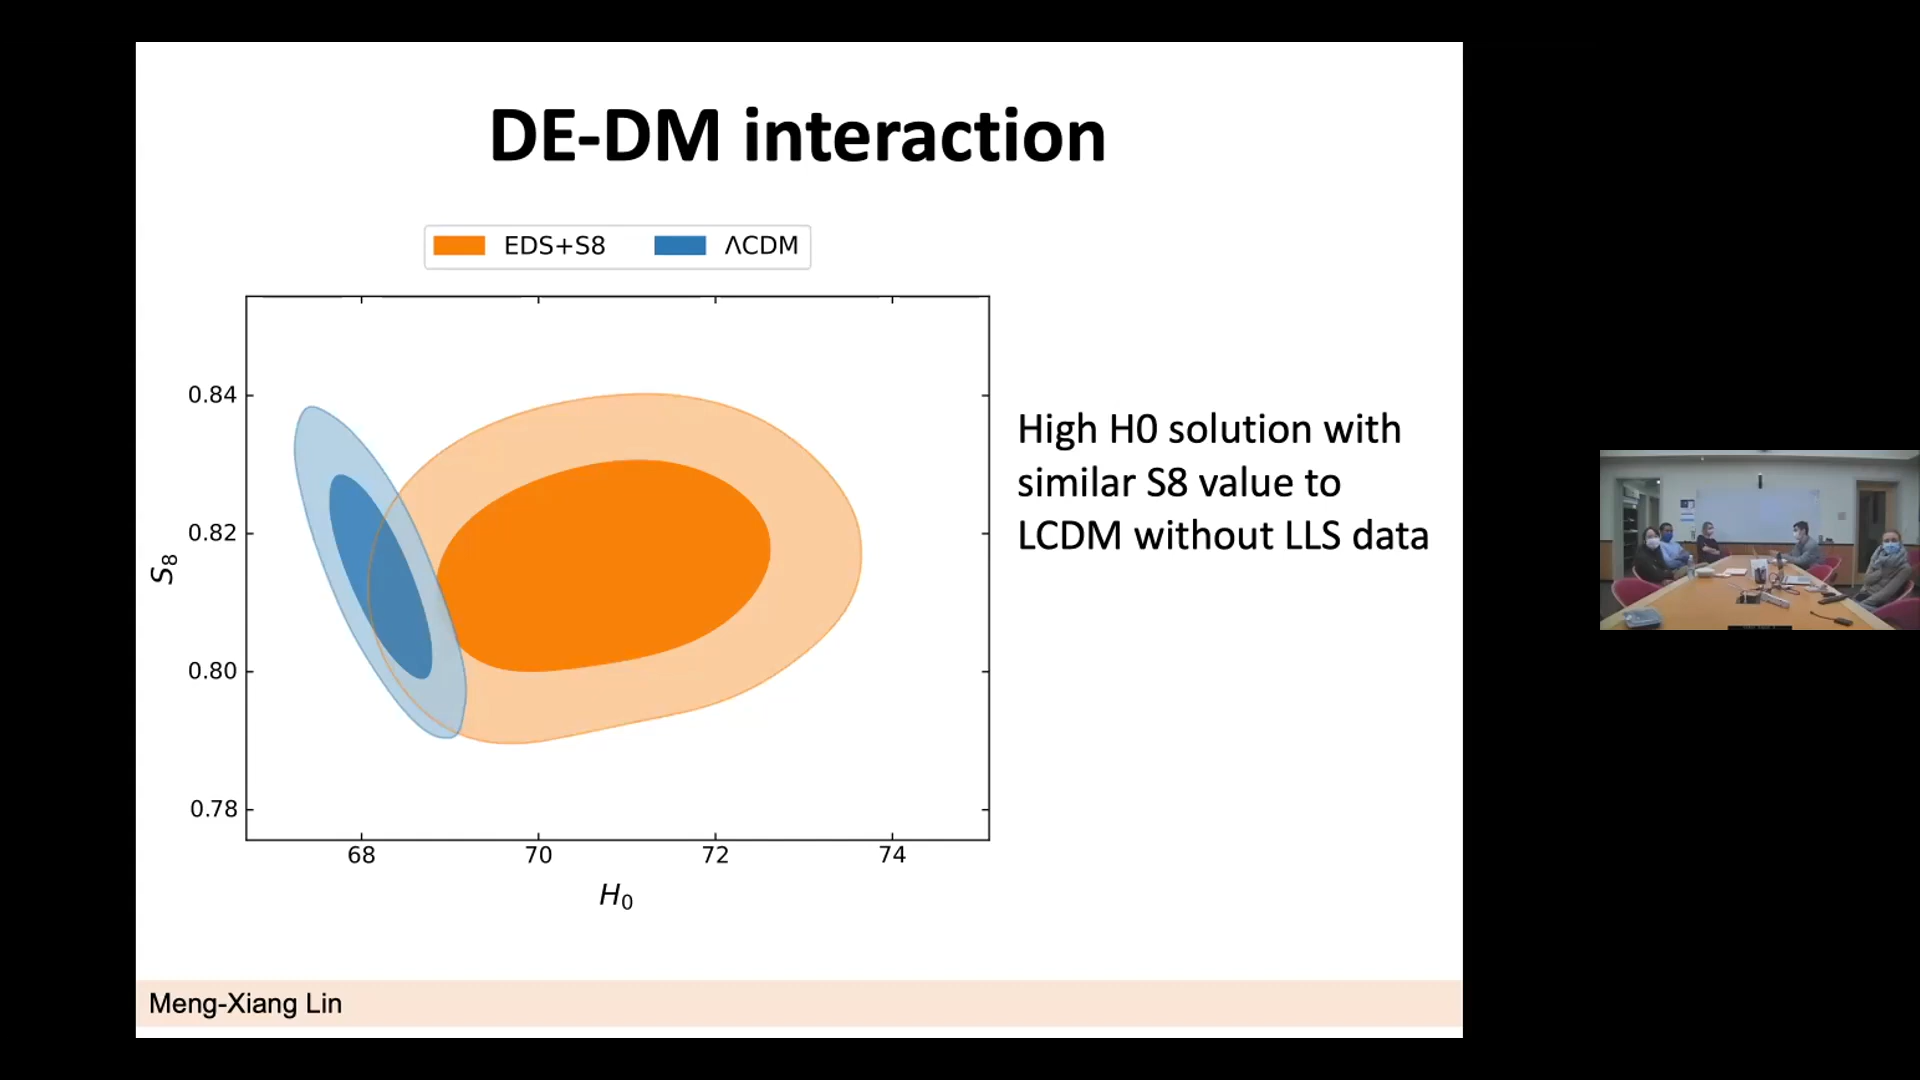 DE-DM interaction
EDS+S8 ΛCDM
0.84
0.82
0.80
0.78
S8
68 70 72 74
H0
High H0 solution with
similar S8 value to
LCDM without LLS data
Meng-Xiang Lin